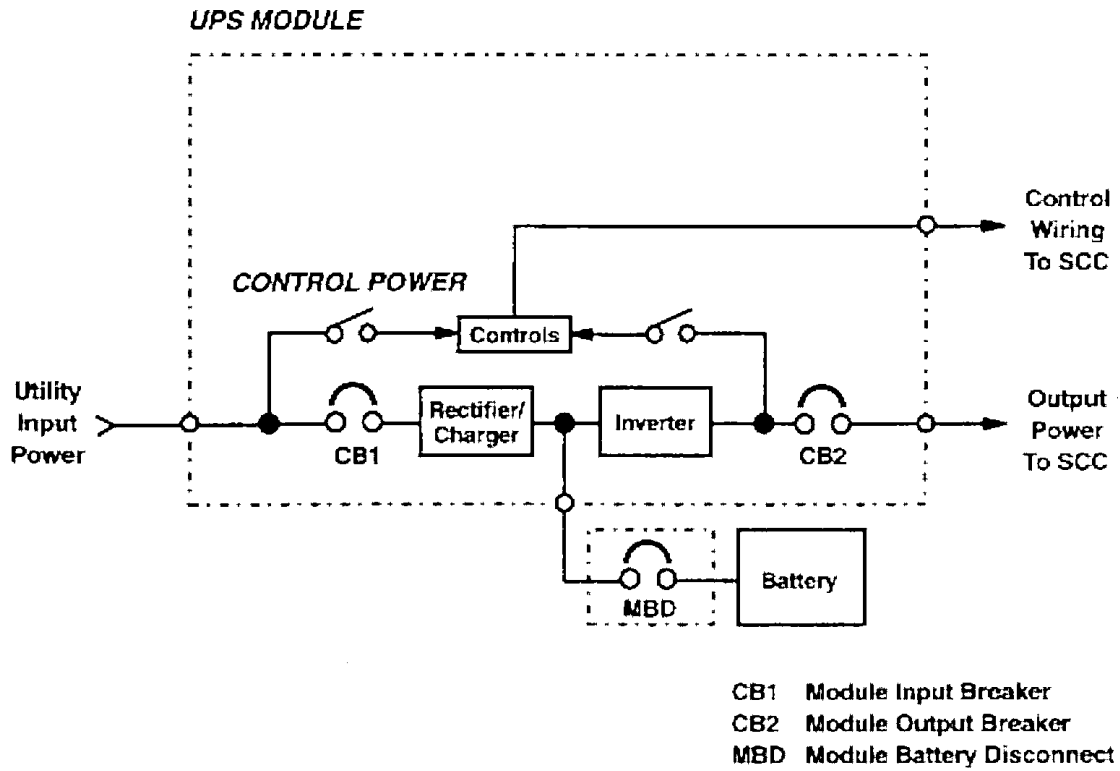 UPS MODULE
Control
Wiring
To SCC
CONTROL POWER
Controls
Utility
Input
Power
CB1
Rectifier/
Charger
Inverter
CB2
Output
Power
To SCC
MBD
Battery
CB1 Module Input Breaker
CB2 Module Output Breaker
MBD Module Battery Disconnect